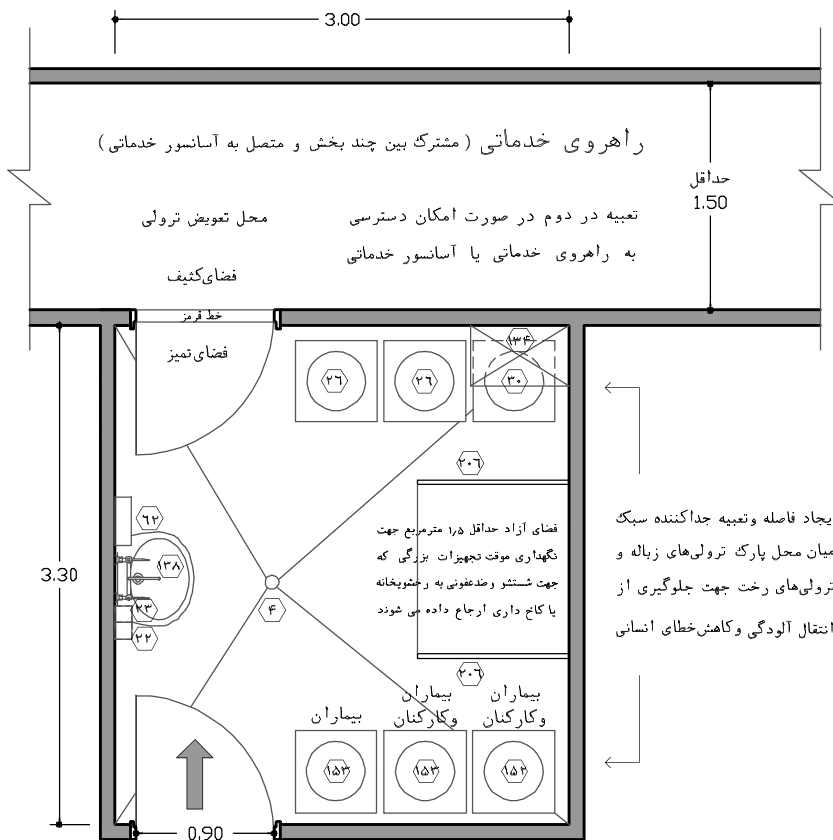 3.00
راهروی خدماتی ( مشترک بین چند بخش و متصل به آسانسور خدماتی )
حداقل
1.50
تعبیه در دوم در صورت امکان دسترسی
به راهروی خدماتی یا آسانسور خدماتی
محل تعویض ترولی
فضای‌کثیف
خط قرمز
فضای‌تمیز
۱۳۴
۲۶
۲۶
۳۰
۲۰۶
۶۲
۱۳۸
۲۳
۲۲
۴
3.30
فضای آزاد حداقل ۱٫۵ مترمربع جهت
نگهداری موقت تجهیزات بزرگی که
جهت شستشو وضدعفونی به رختشویخانه
یا کاخ داری ارجاع داده می شوند
یجاد فاصله وتعبیه جداکننده سبک
میان محل پارک ترولی‌های زباله و
ترولی‌های رخت جهت جلوگیری از
انتقال آلودگی وکاهش‌خطای انسانی
۲۰۶
بیماران
بیماران
وکارکنان
بیماران
وکارکنان
۱۵۳
۱۵۳
۱۵۲
0.90